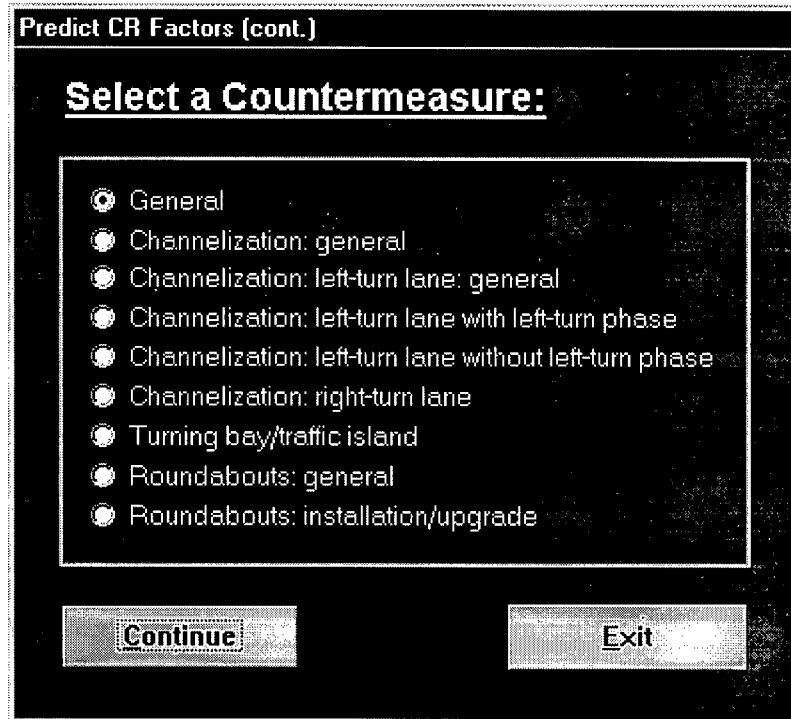 Predict CR Factors (cont.)
Select a Countermeasure:
General
Channelization: general
Channelization: left-turn lane: general
Channelization: left-turn lane with left-turn phase
Channelization: left-turn lane without left-turn phase
Channelization: right-turn lane
Turning bay/traffic island
Roundabouts: general
Roundabouts: installation/upgrade
Continue
Exit